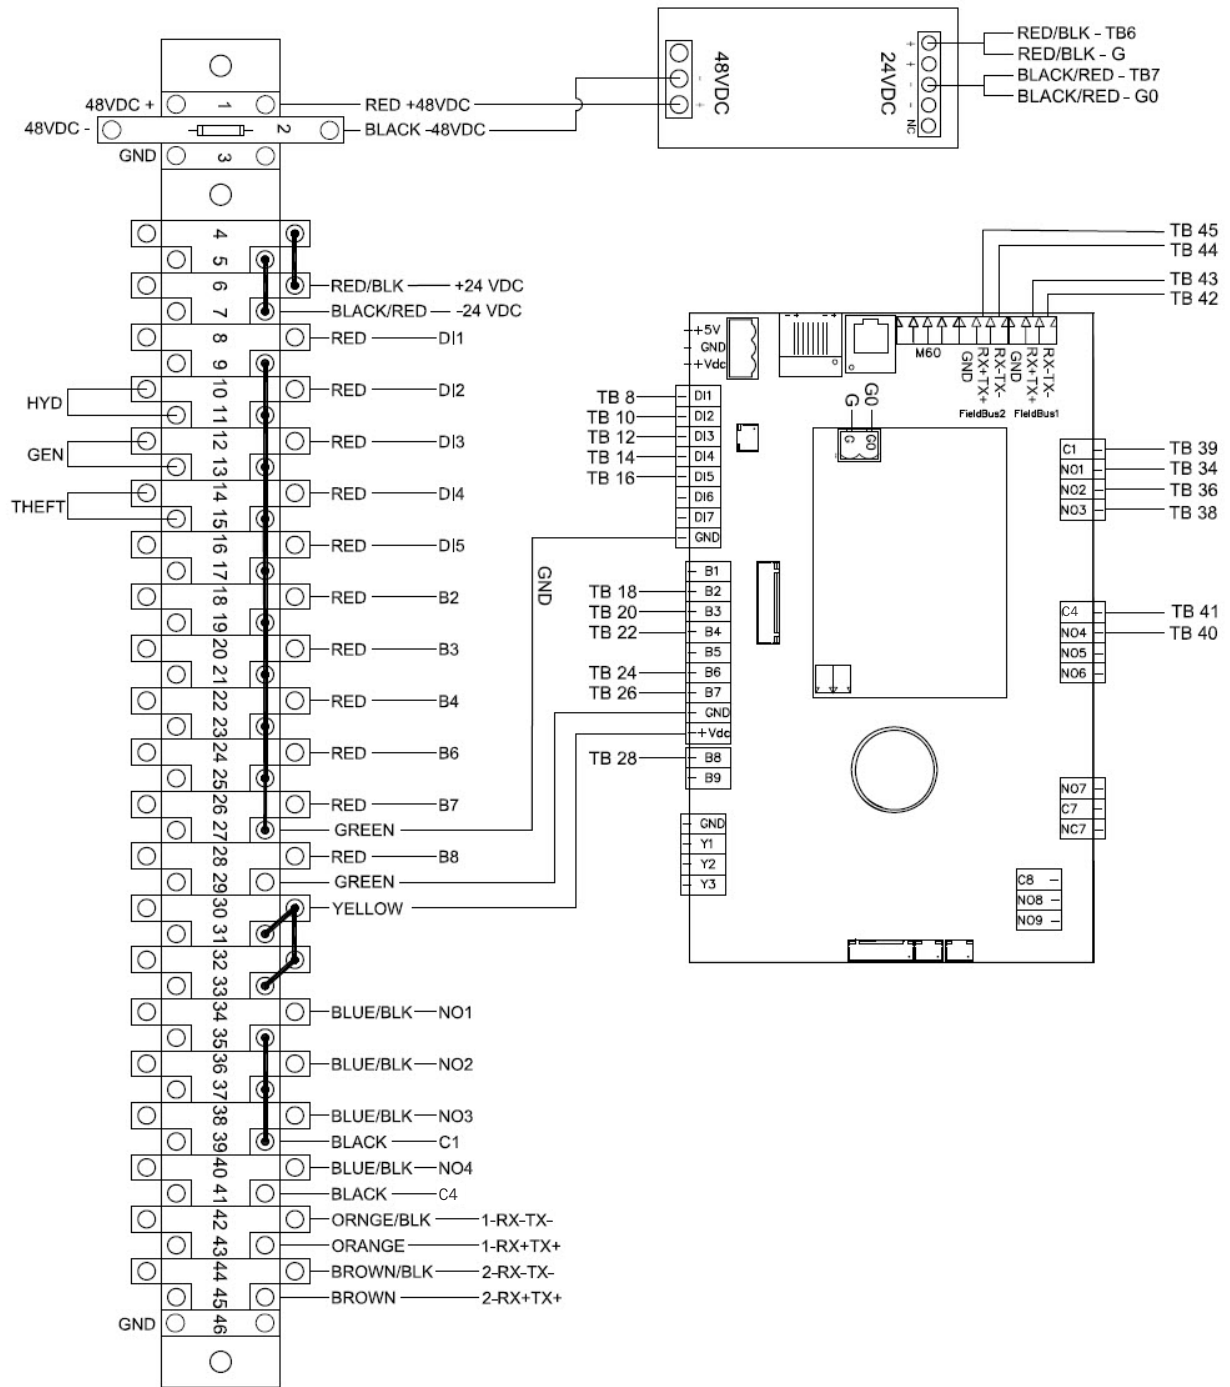 48VDC +
1
RED +48VDC
48VDC -
2
BLACK -48VDC
GND
3
48VDC
-
+
24VDC
+
+
-
-
NC
RED/BLK - TB6
RED/BLK - G
BLACK/RED - TB7
BLACK/RED - G0
4
5
6
RED/BLK +24 VDC
7
BLACK/RED -24 VDC
8
RED DI1
9
10
RED DI2
HYD
11
12
RED DI3
GEN
13
14
RED DI4
THEFT
15
16
RED DI5
17
18
RED B2
19
20
RED B3
21
22
RED B4
23
24
RED B6
25
26
RED B7
27
GREEN
28
RED B8
29
GREEN
30
YELLOW
31
32
33
34
BLUE/BLK NO1
35
36
BLUE/BLK NO2
37
38
BLUE/BLK NO3
39
BLACK C1
40
BLUE/BLK NO4
41
BLACK C4
42
ORNGE/BLK 1-RX-TX-
43
ORANGE 1-RX+TX+
44
BROWN/BLK 2-RX-TX-
45
BROWN 2-RX+TX+
GND
46
GND
TB 45
TB 44
TB 43
TB 42
+5V
GND
+Vdc
M60
GND
RX+TX+
RX-TX-
GND
RX+TX+
RX-TX-
FieldBus2
FieldBus1
G
G0
G
G0
TB 8 DI1
TB 10 DI2
TB 12 DI3
TB 14 DI4
TB 16 DI5
DI6
DI7
GND
B1
TB 18 B2
TB 20 B3
TB 22 B4
B5
TB 24 B6
TB 26 B7
GND
+Vdc
TB 28 B8
B9
GND
Y1
Y2
Y3
C1 TB 39
NO1 TB 34
NO2 TB 36
NO3 TB 38
C4 TB 41
NO4 TB 40
NO5
NO6
NO7
C7
NC7
C8
NO8
NO9